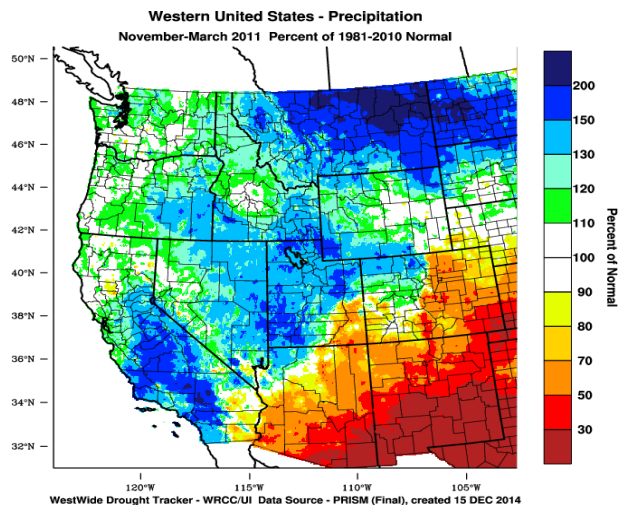 Western United States - Precipitation
November-March 2011 Percent of 1981-2010 Normal
50°N
48°N
46°N
44°N
42°N
40°N
38°N
36°N
34°N
32°N
120°W
115°W
110°W
105°W
200
150
130
120
110
100
90
80
70
50
30
Percent of Normal
WestWide Drought Tracker - WRCC/UI Data Source - PRISM (Final), created 15 DEC 2014